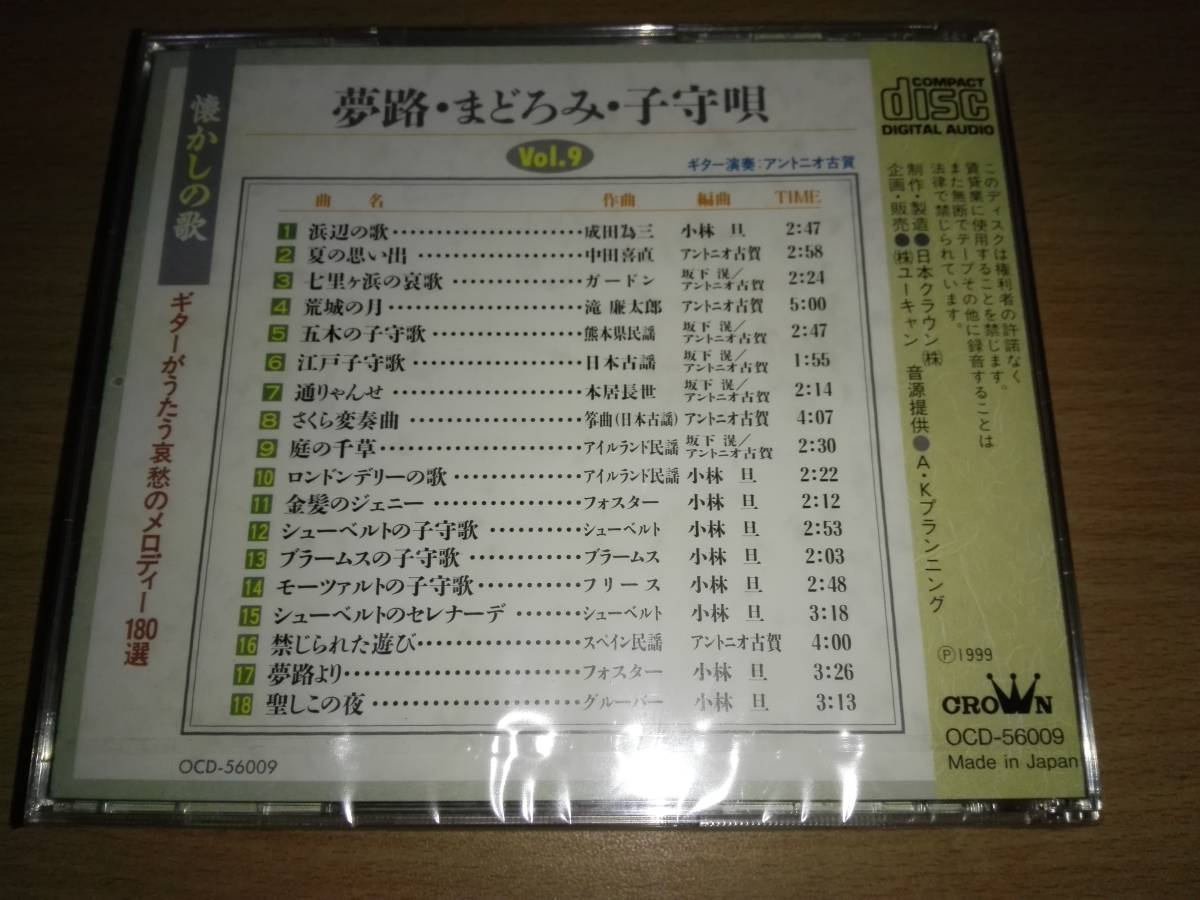 懐かしの歌
ギターがうたう哀愁のメロディー180選
夢路・まどろみ・子守唄
Vol.9
ギター演奏:アントニオ古賀
曲 名 作曲 編曲 TIME
1 浜辺の歌 成田為三 小林 旦 2:47
2 夏の思い出 中田喜直 アントニオ古賀 2:58
3 七里ヶ浜の哀歌 ガードン 坂下 滉/アントニオ古賀 2:24
4 荒城の月 滝 廉太郎 アントニオ古賀 5:00
5 五木の子守歌 熊本県民謡 坂下 滉/アントニオ古賀 2:47
6 江戸子守歌 日本古謡 坂下 滉/アントニオ古賀 1:55
7 通りゃんせ 本居長世 坂下 滉/アントニオ古賀 2:14
8 さくら変奏曲 筝曲(日本古謡) アントニオ古賀 4:07
9 庭の千草 アイルランド民謡 坂下 滉/アントニオ古賀 2:30
10 ロンドンデリーの歌 アイルランド民謡 小林 旦 2:22
11 金髪のジェニー フォスター 小林 旦 2:12
12 シューベルトの子守歌 シューベルト 小林 旦 2:53
13 ブラームスの子守歌 ブラームス 小林 旦 2:03
14 モーツァルトの子守歌 フリース 小林 旦 2:48
15 シューベルトのセレナーデ シューベルト 小林 旦 3:18
16 禁じられた遊び スペイン民謡 アントニオ古賀 4:00
17 夢路より フォスター 小林 旦 3:26
18 聖しこの夜 グルーバー 小林 旦 3:13
OCD-56009
COMPACT
disc
DIGITAL AUDIO
このディスクは権利者の許諾なく
賃貸業に使用することを禁じます。
また無断でテープその他に録音することは
法律で禁じられています。
制作・製造●日本クラウン㈱
企画・販売●㈱ユーキャン 音源提供●A・Kプランニング
Ⓟ1999
CROWN
OCD-56009
Made in Japan